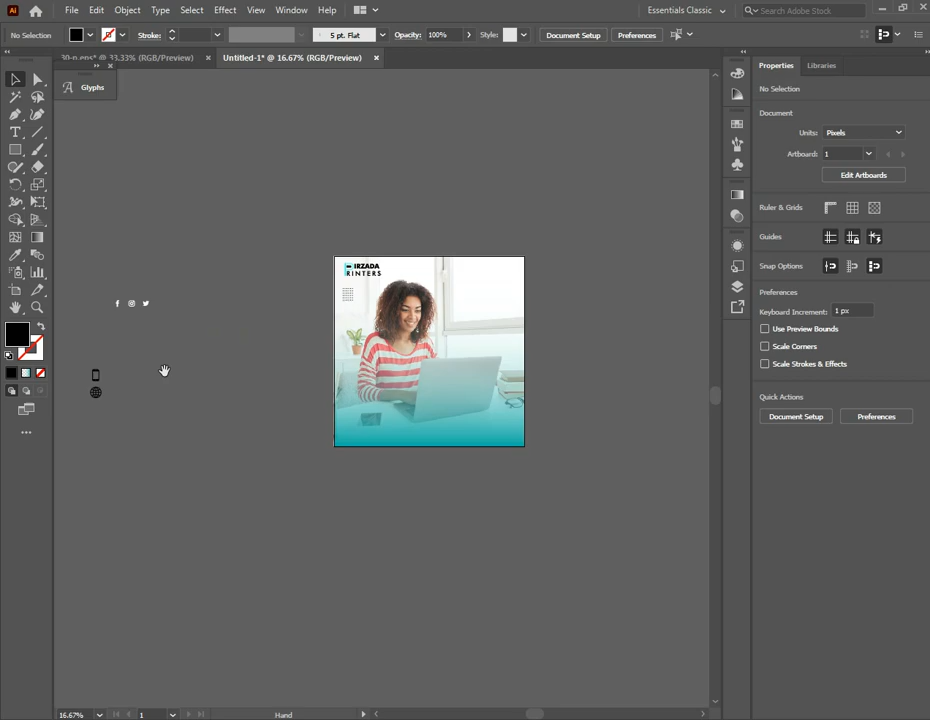 Ai File Edit Object Type Select Effect View Window Help Essentials Classic Search Adobe Stock
No Selection Stroke: 5 pt. Flat Opacity: 100% Style: Document Setup Preferences
30-p.eps* @ 33.33% (RGB/Preview) Untitled-1* @ 16.67% (RGB/Preview)
Glyphs
Properties Libraries
No Selection
Document
Units: Pixels
Artboard: 1
Edit Artboards
Ruler & Grids
Guides
Snap Options
Preferences
Keyboard Increment: 1 px
Use Preview Bounds
Scale Corners
Scale Strokes & Effects
Quick Actions
Document Setup Preferences
IRZADA
RINTERS
16.67% 1 Hand